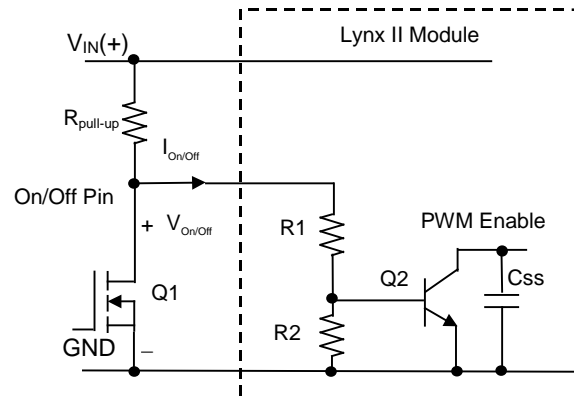 Lynx II Module
VIN(+)
Rpull-up
IOn/Off
On/Off Pin
+ VOn/Off
R1
PWM Enable
Q1
Q2
Css
R2
GND
–